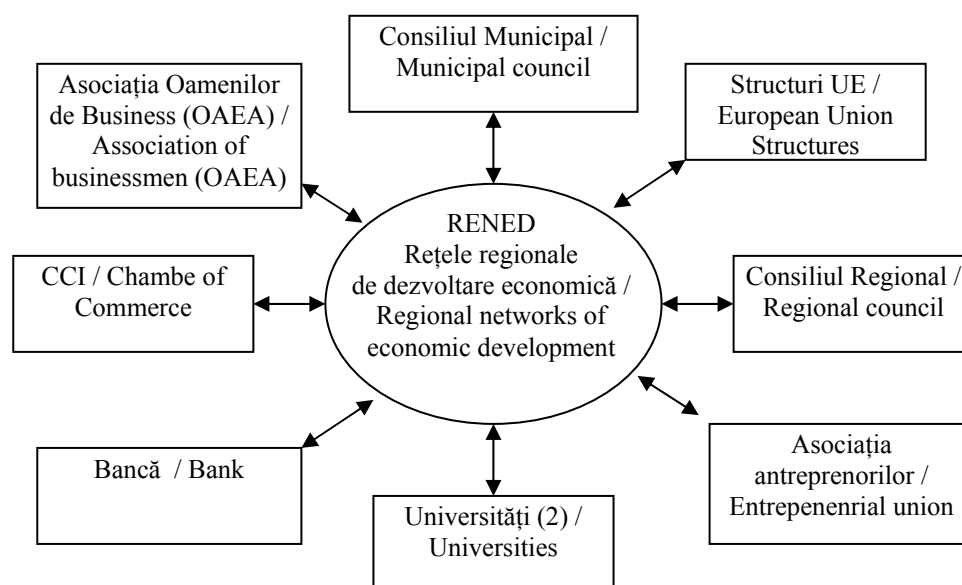 Consiliul Municipal /
Municipal council
Asociația Oamenilor
de Business (OAEA) /
Association of
businessmen (OAEA)
Structuri UE /
European Union
Structures
RENED
Rețele regionale
de dezvoltare economică /
Regional networks of
economic development
CCI / Chambe of
Commerce
Consiliul Regional /
Regional council
Bancă / Bank
Universități (2) /
Universities
Asociația
antreprenorilor /
Entrepenenrial union